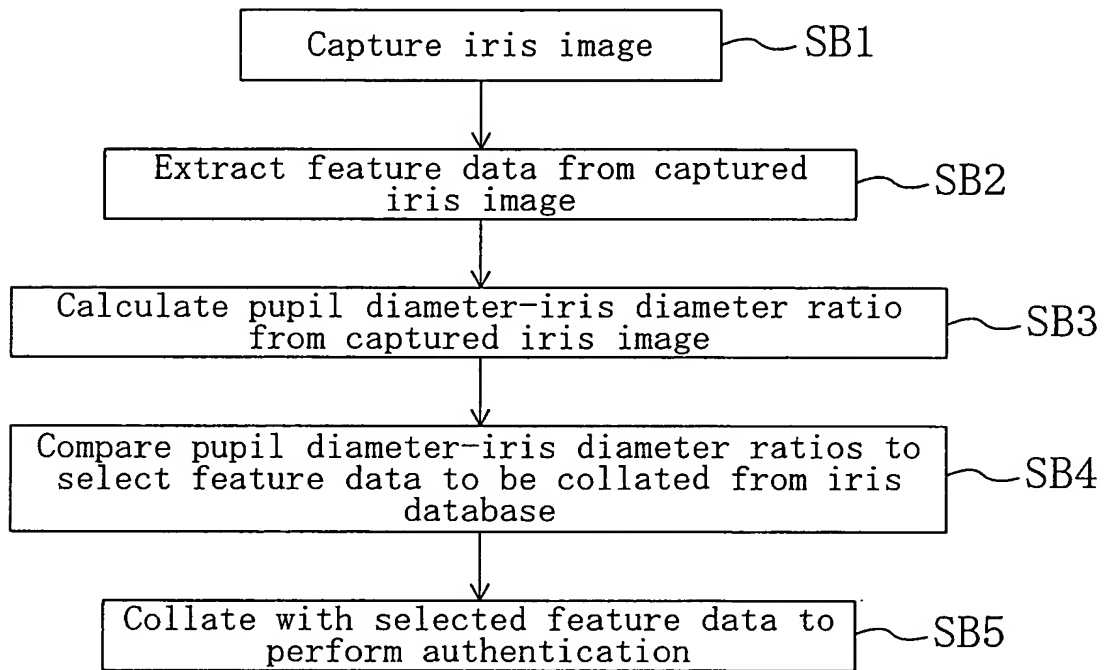 Capture iris image
SB1
Extract feature data from captured
iris image
SB2
Calculate pupil diameter-iris diameter ratio
from captured iris image
SB3
Compare pupil diameter-iris diameter ratios to
select feature data to be collated from iris
database
SB4
Collate with selected feature data to
perform authentication
SB5